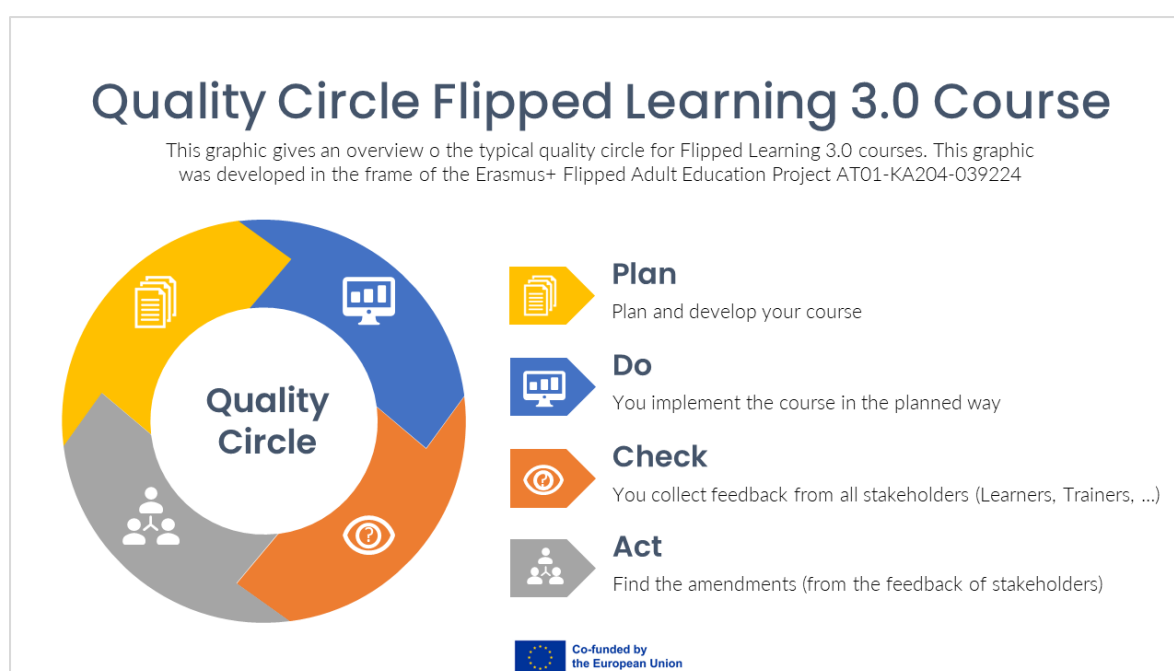 Quality Circle Flipped Learning 3.0 Course
This graphic gives an overview o the typical quality circle for Flipped Learning 3.0 courses. This graphic
was developed in the frame of the Erasmus+ Flipped Adult Education Project AT01-KA204-039224
Quality
Circle
Plan
Plan and develop your course
Do
You implement the course in the planned way
Check
You collect feedback from all stakeholders (Learners, Trainers, ...)
Act
Find the amendments (from the feedback of stakeholders)
Co-funded by
the European Union